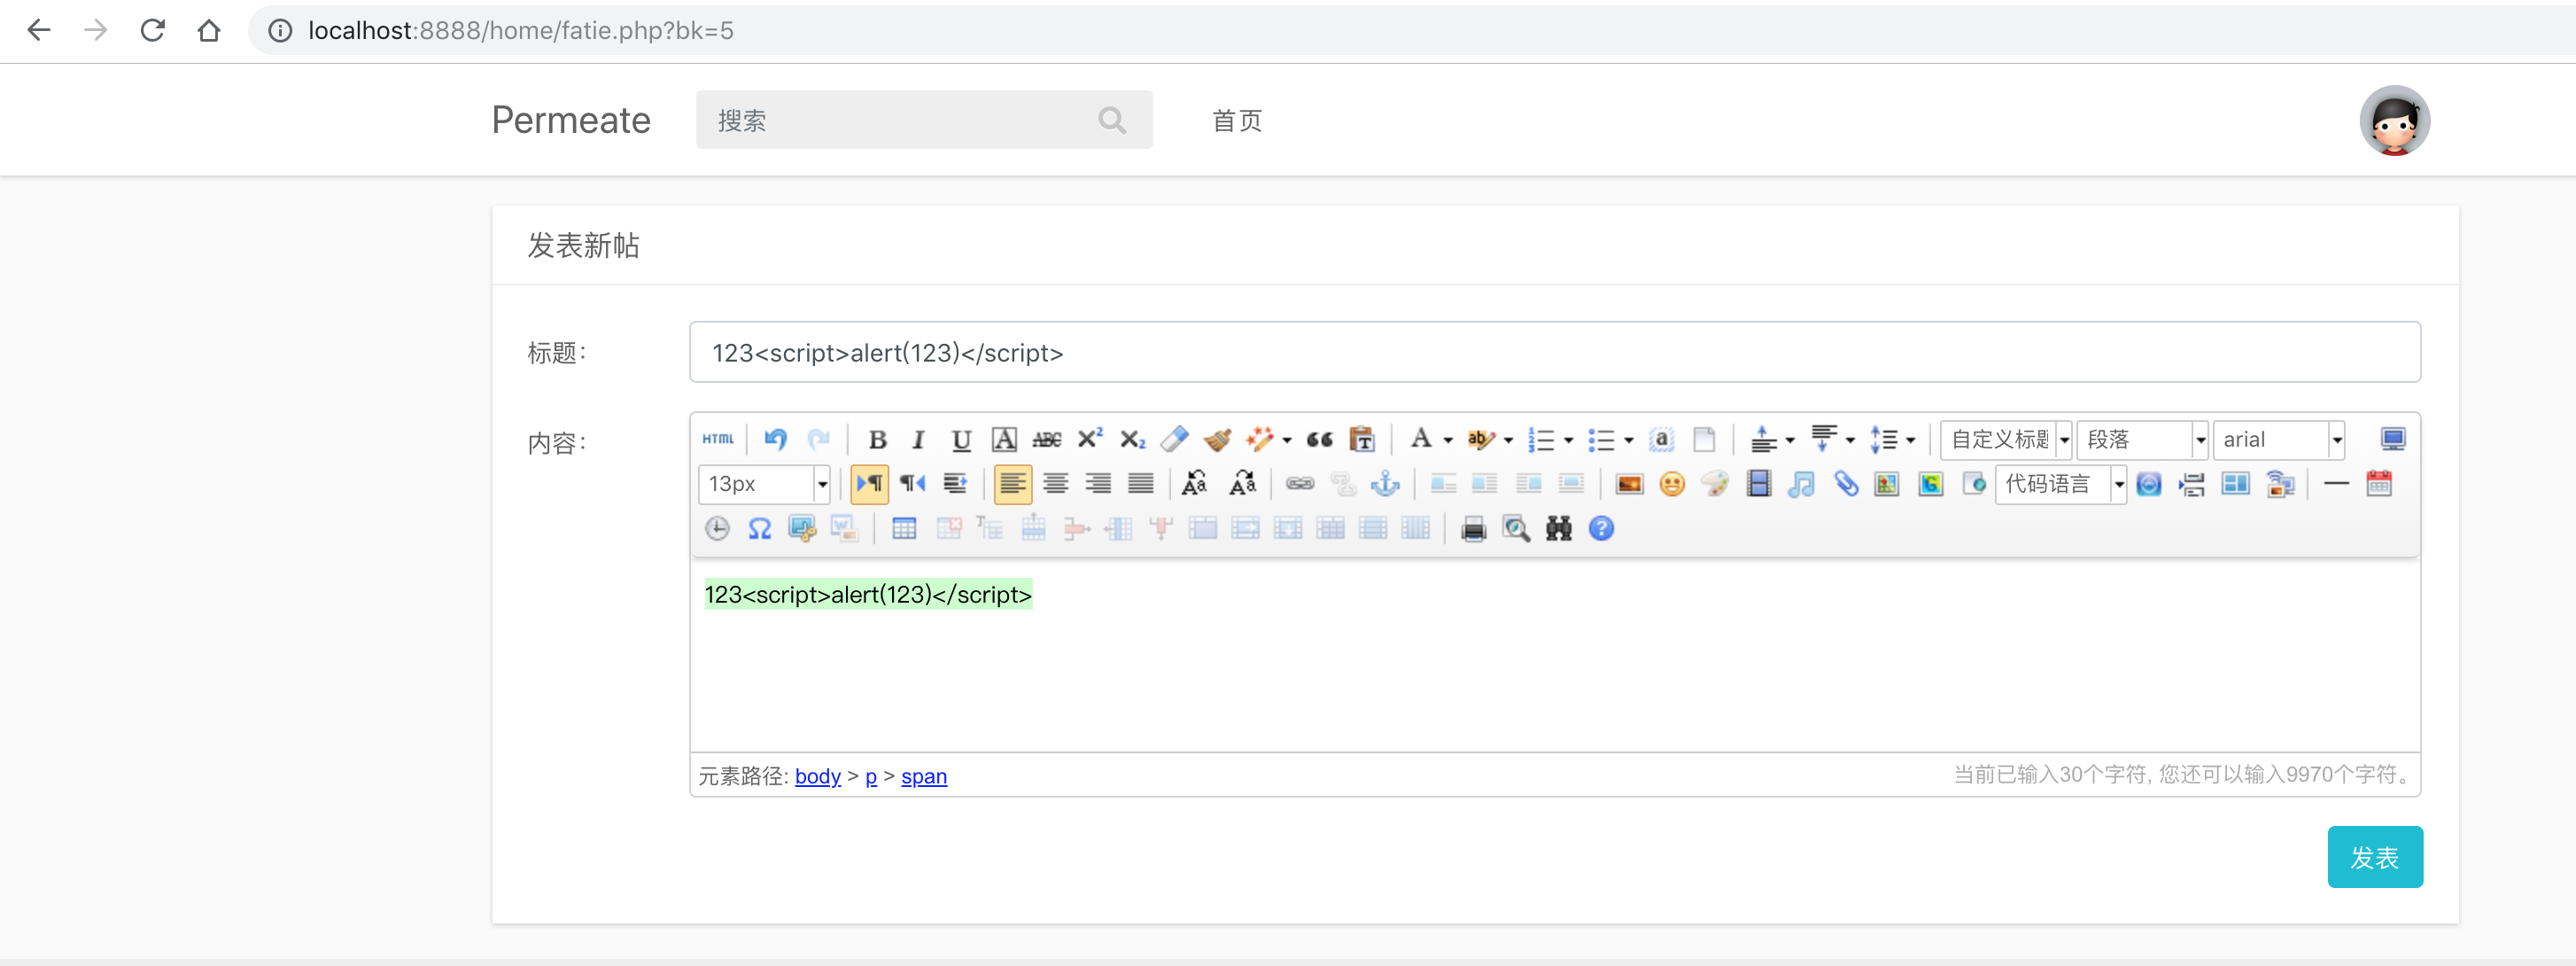 localhost:8888/home/fatie.php?bk=5
Permeate 搜索 首页
发表新帖
标题: 123<script>alert(123)</script>
内容: HTML B I U A ABC X² X₂ A ab 自定义标题 段落 arial
13px 代码语言
123<script>alert(123)</script>
元素路径: body > p > span 当前已输入30个字符, 您还可以输入9970个字符。
发表